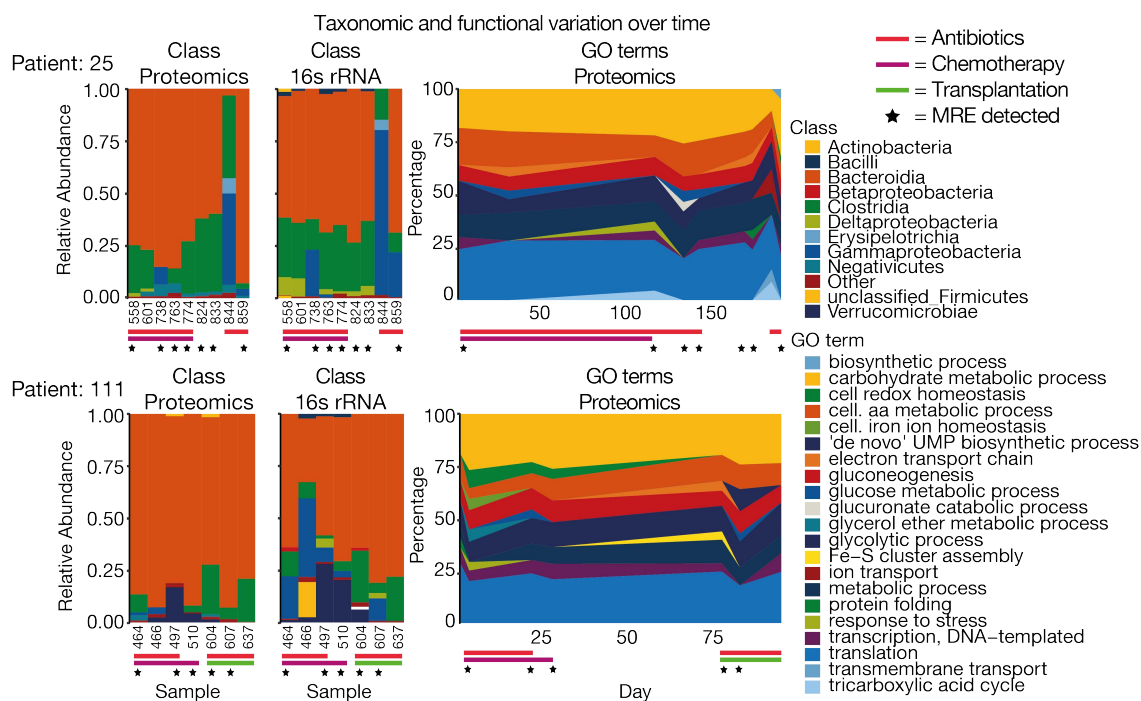 Taxonomic and functional variation over time
Patient: 25
Class
Proteomics
Class
16s rRNA
GO terms
Proteomics
= Antibiotics
= Chemotherapy
= Transplantation
= MRE detected
Relative Abundance
1.00
0.75
0.50
0.25
0.00
558
601
738
763
774
824
833
844
859
558
601
738
763
774
824
833
844
859
Percentage
100
75
50
25
0
50
100
150
Class
Actinobacteria
Bacilli
Bacteroidia
Betaproteobacteria
Clostridia
Deltaproteobacteria
Erysipelotrichia
Gammaproteobacteria
Negativicutes
Other
unclassified_Firmicutes
Verrucomicrobiae
GO term
biosynthetic process
carbohydrate metabolic process
cell redox homeostasis
cell. aa metabolic process
cell. iron ion homeostasis
'de novo' UMP biosynthetic process
electron transport chain
gluconeogenesis
glucose metabolic process
glucuronate catabolic process
glycerol ether metabolic process
glycolytic process
Fe−S cluster assembly
ion transport
metabolic process
protein folding
response to stress
transcription, DNA−templated
translation
transmembrane transport
tricarboxylic acid cycle
Patient: 111
Class
Proteomics
Class
16s rRNA
GO terms
Proteomics
Relative Abundance
1.00
0.75
0.50
0.25
0.00
464
466
497
510
604
607
637
Sample
464
466
497
510
604
607
637
Sample
Percentage
100
75
50
25
0
25
50
75
Day